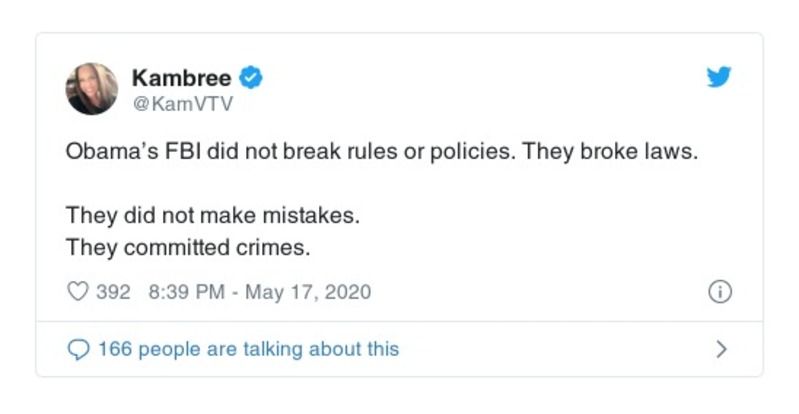 Kambree
@KamVTV
Obama’s FBI did not break rules or policies. They broke laws.
They did not make mistakes.
They committed crimes.
392 8:39 PM - May 17, 2020
166 people are talking about this